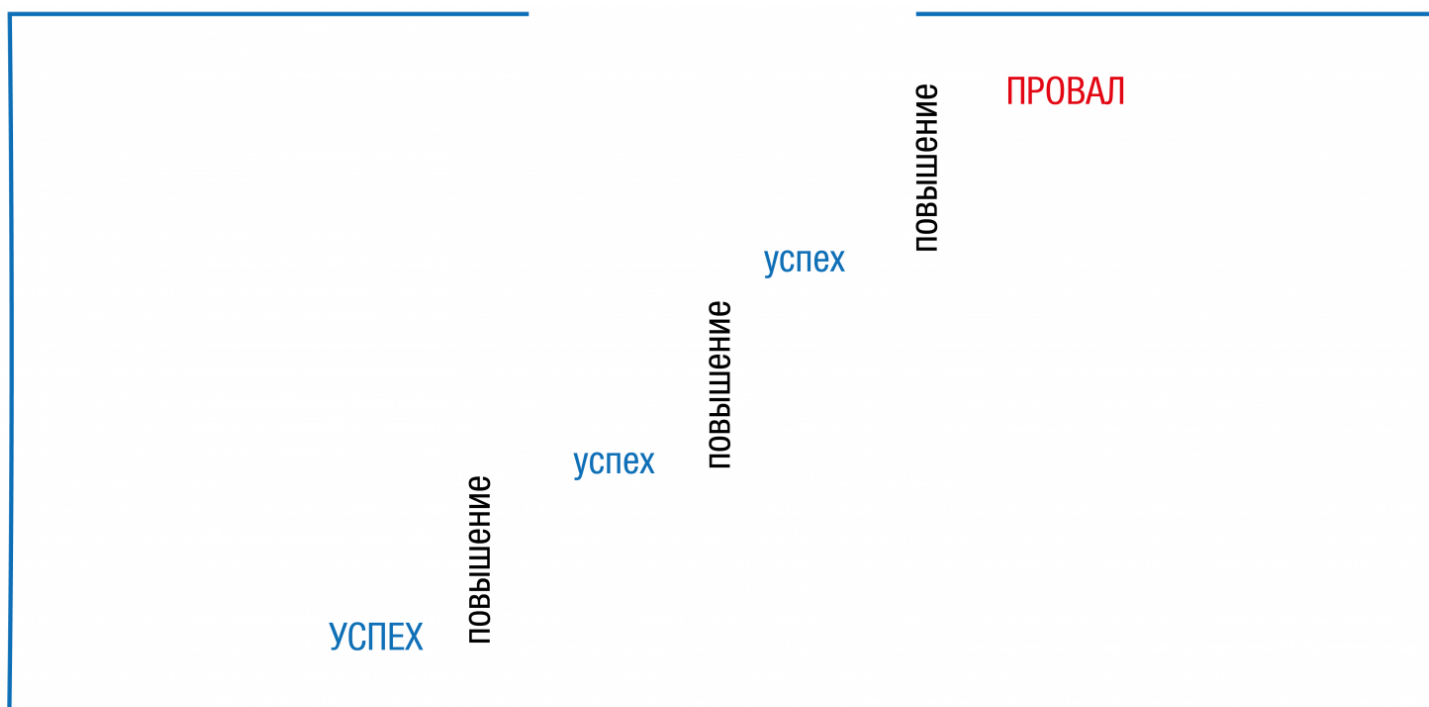 ПРОВАЛ
повышение
успех
повышение
успех
повышение
УСПЕХ